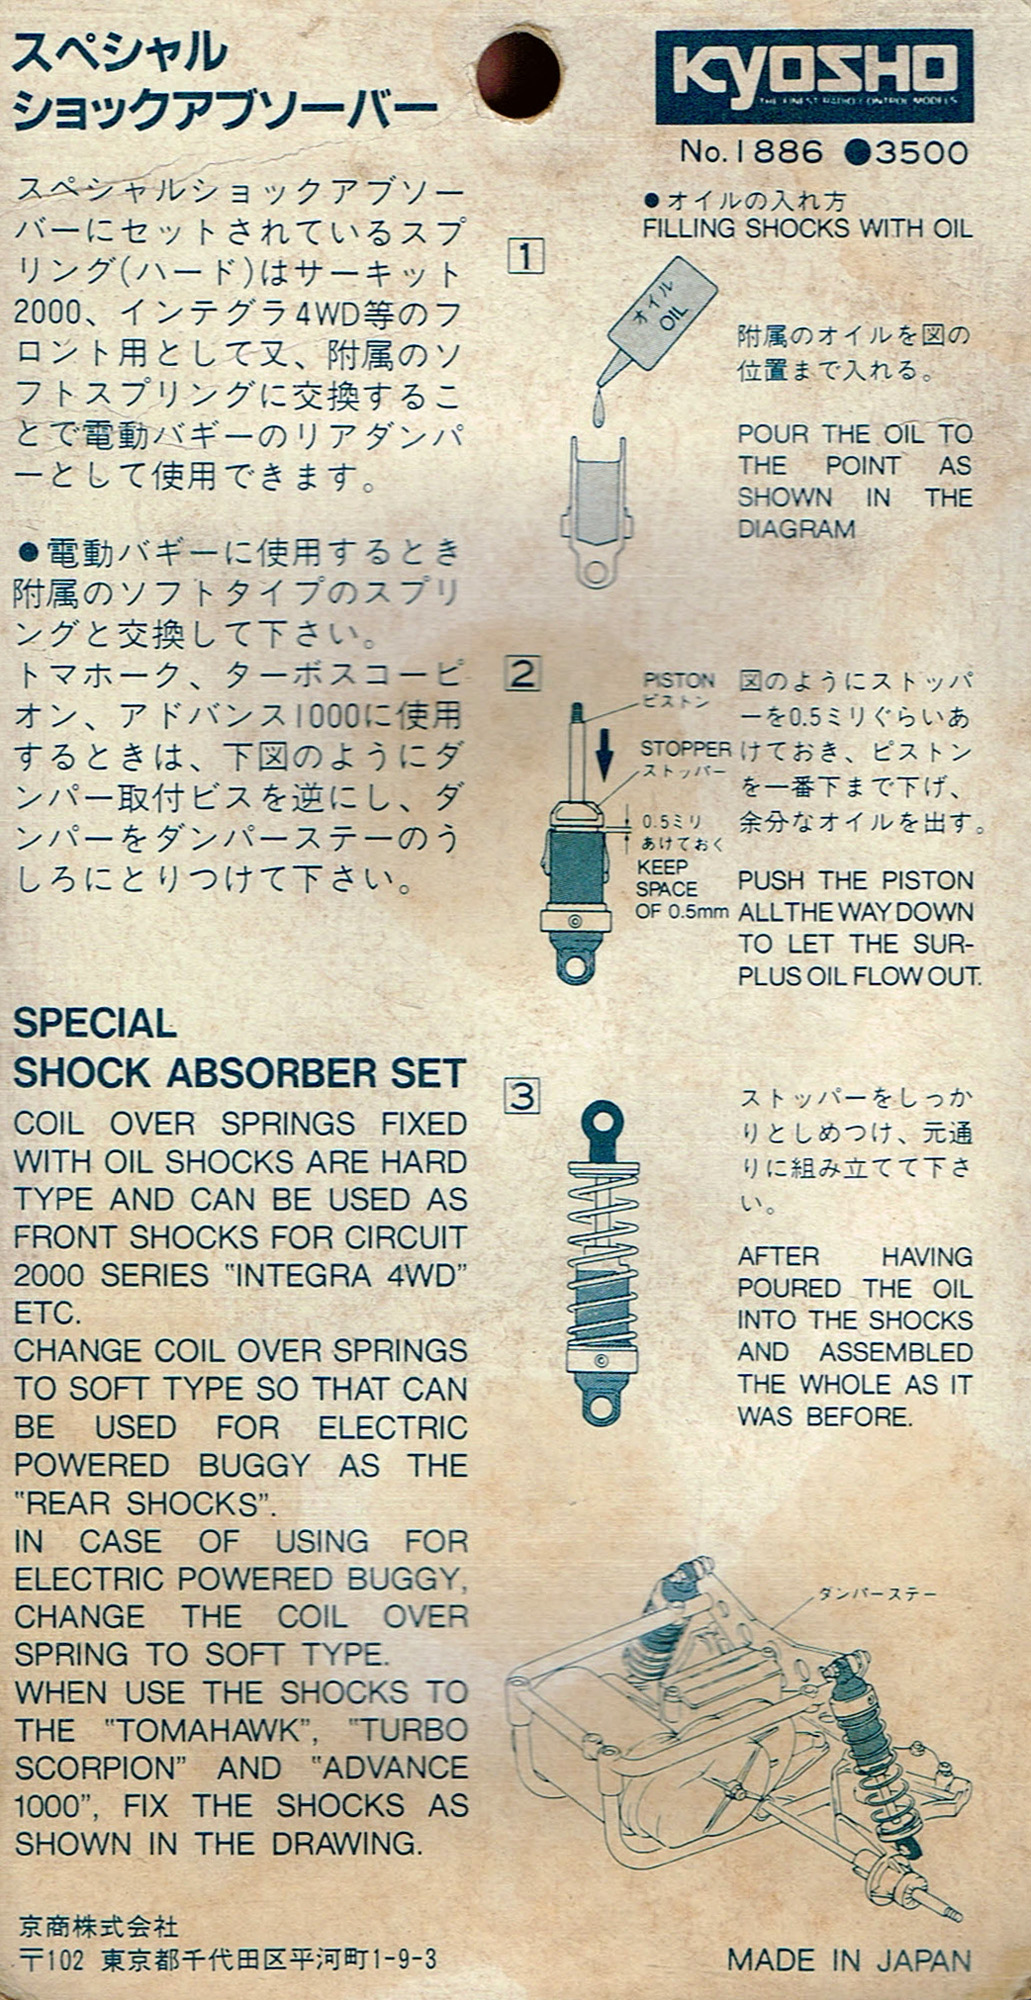 スペシャル
ショックアブソーバー
スペシャルショックアブソー
バーにセットされているスプ
リング(ハード)はサーキット
2000、インテグラ4WD等のフ
ロント用として又、附属のソ
フトスプリングに交換するこ
とで電動バギーのリアダンパ
ーとして使用できます。
●電動バギーに使用するとき
附属のソフトタイプのスプリ
ングと交換して下さい。
トマホーク、ターボスコーピ
オン、アドバンス1000に使用
するときは、下図のようにダ
ンパー取付ビスを逆にし、ダ
ンパーをダンパーステーのう
しろにとりつけて下さい。
SPECIAL
SHOCK ABSORBER SET
COIL OVER SPRINGS FIXED
WITH OIL SHOCKS ARE HARD
TYPE AND CAN BE USED AS
FRONT SHOCKS FOR CIRCUIT
2000 SERIES "INTEGRA 4WD"
ETC.
CHANGE COIL OVER SPRINGS
TO SOFT TYPE SO THAT CAN
BE USED FOR ELECTRIC
POWERED BUGGY AS THE
"REAR SHOCKS".
IN CASE OF USING FOR
ELECTRIC POWERED BUGGY,
CHANGE THE COIL OVER
SPRING TO SOFT TYPE.
WHEN USE THE SHOCKS TO
THE "TOMAHAWK", "TURBO
SCORPION" AND "ADVANCE
1000", FIX THE SHOCKS AS
SHOWN IN THE DRAWING.
京商株式会社
〒102 東京都千代田区平河町1-9-3
KYOSHO
THE FINEST RADIO CONTROL MODELS
No.1886 ●3500
●オイルの入れ方
FILLING SHOCKS WITH OIL
1
オイル
OIL
附属のオイルを図の
位置まで入れる。
POUR THE OIL TO
THE POINT AS
SHOWN IN THE
DIAGRAM
2
PISTON
ピストン
STOPPER
ストッパー
0.5ミリ
あけておく
KEEP
SPACE
OF 0.5mm
図のようにストッパ
ーを0.5ミリぐらいあ
けておき、ピストン
を一番下まで下げ、
余分なオイルを出す。
PUSH THE PISTON
ALL THE WAY DOWN
TO LET THE SUR-
PLUS OIL FLOW OUT.
3
ストッパーをしっか
りとしめつけ、元通
りに組み立てて下さ
い。
AFTER HAVING
POURED THE OIL
INTO THE SHOCKS
AND ASSEMBLED
THE WHOLE AS IT
WAS BEFORE.
ダンパーステー
MADE IN JAPAN